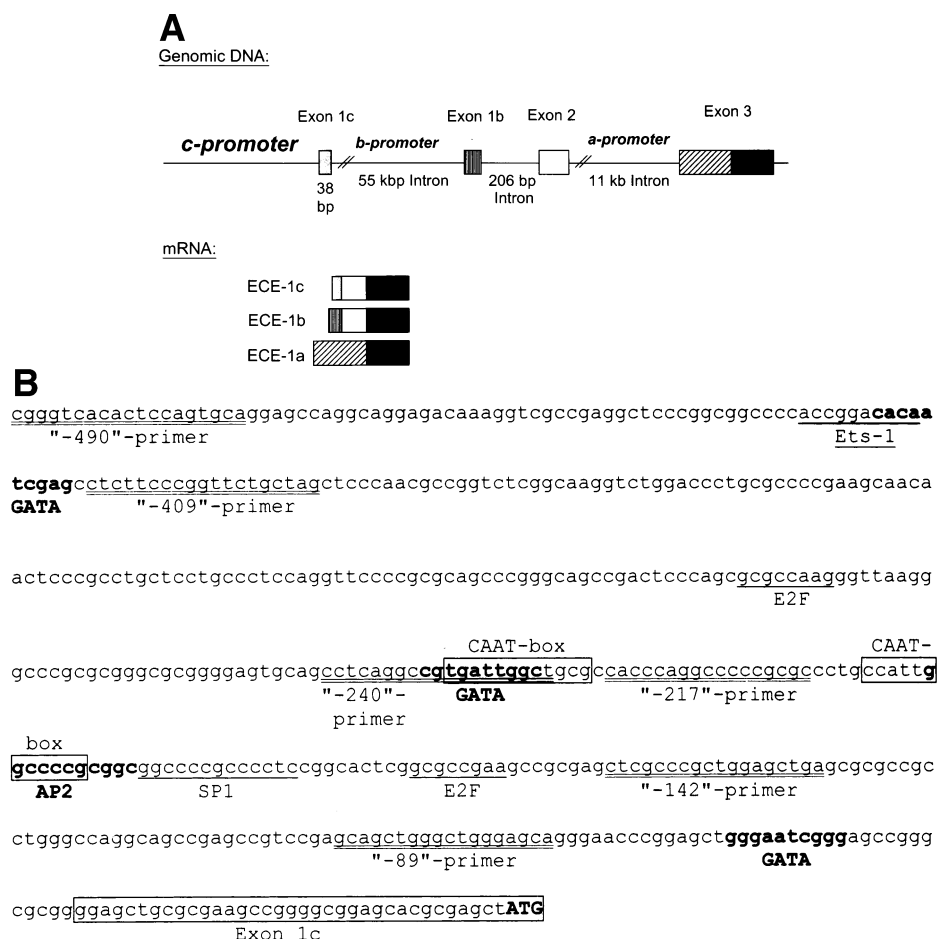 A
Genomic DNA:
Exon 1c
Exon 1b
Exon 2
Exon 3
c-promoter
b-promoter
a-promoter
38
bp
55 kbp Intron
206 bp
Intron
11 kb Intron
mRNA:
ECE-1c
ECE-1b
ECE-1a
B
cgggtcacactccagtgcaggagccaggcaggagacaaaggtcgccgaggctcccggcggccccaccggacacaa
"-490"-primer
Ets-1
tcgagcctcttcccggttctgctagctcccaacgccggtctcggcaaggtctggaccctgcgccccgaagcaaca
GATA
"-409"-primer
actcccgcctgctcctgccctccaggttccccgcgcagcccgggcagccgactcccagcgcgccaagggttaagg
E2F
CAAT-box
CAAT-
gcccgcgcgggcggggagtgcagcctcaggccgtgattggctgcgccacccaggcccccgcgcccctgccattg
"-240"-
primer
GATA
"-217"-primer
box
gccccgcggcggccccgcccctccggcactcggcgccgaagccgcgagctcgcccgctggagctgagcgcgccgc
AP2
SP1
E2F
"-142"-primer
ctgggccaggcagccgagccgtccgagcagctgggctgggagcagggaacccggagctgggaatcgggagccggg
"-89"-primer
GATA
cgcggggagctgcgcgaagccggggcggagcacgcgagctATG
Exon 1c